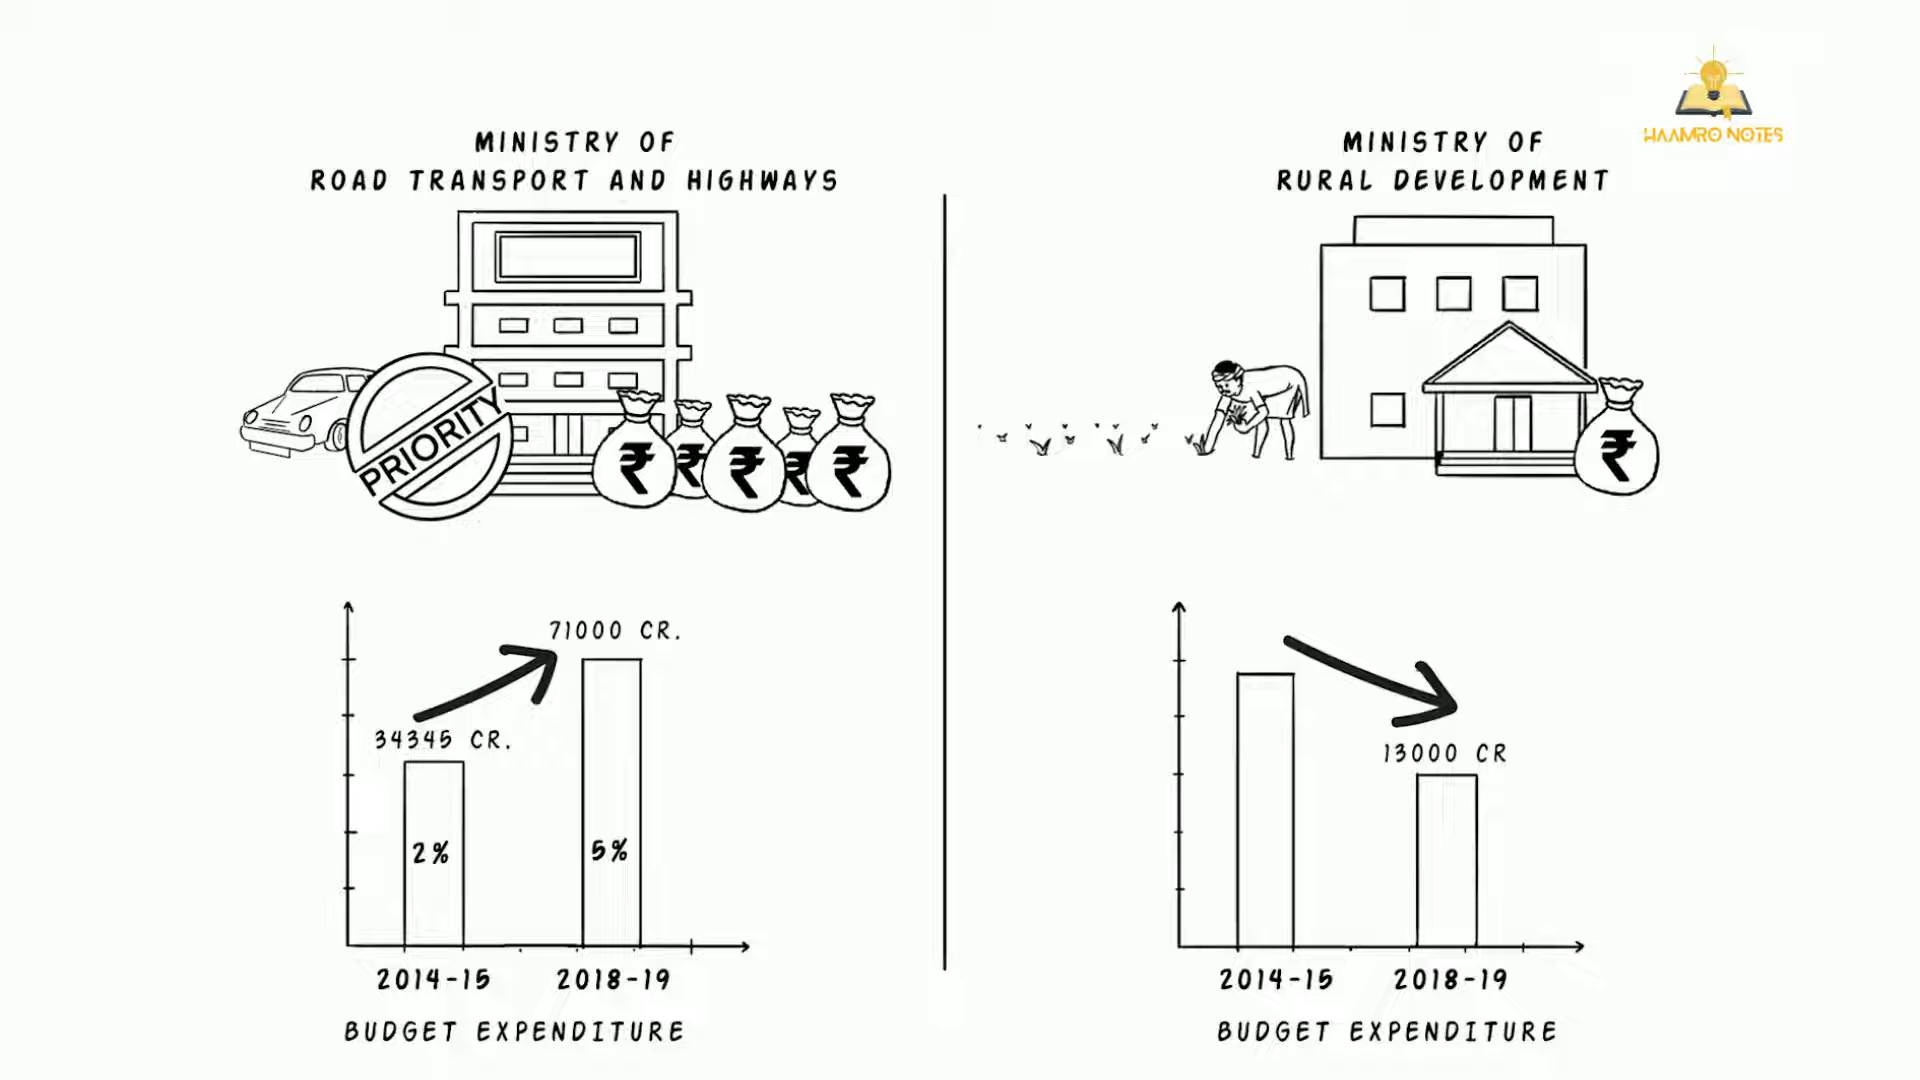 HAAMRO NOTES
MINISTRY OF
ROAD TRANSPORT AND HIGHWAYS
PRIORITY
₹ ₹ ₹ ₹ ₹
71000 CR.
34345 CR.
2% 5%
2014-15 2018-19
BUDGET EXPENDITURE
MINISTRY OF
RURAL DEVELOPMENT
₹
13000 CR
2014-15 2018-19
BUDGET EXPENDITURE